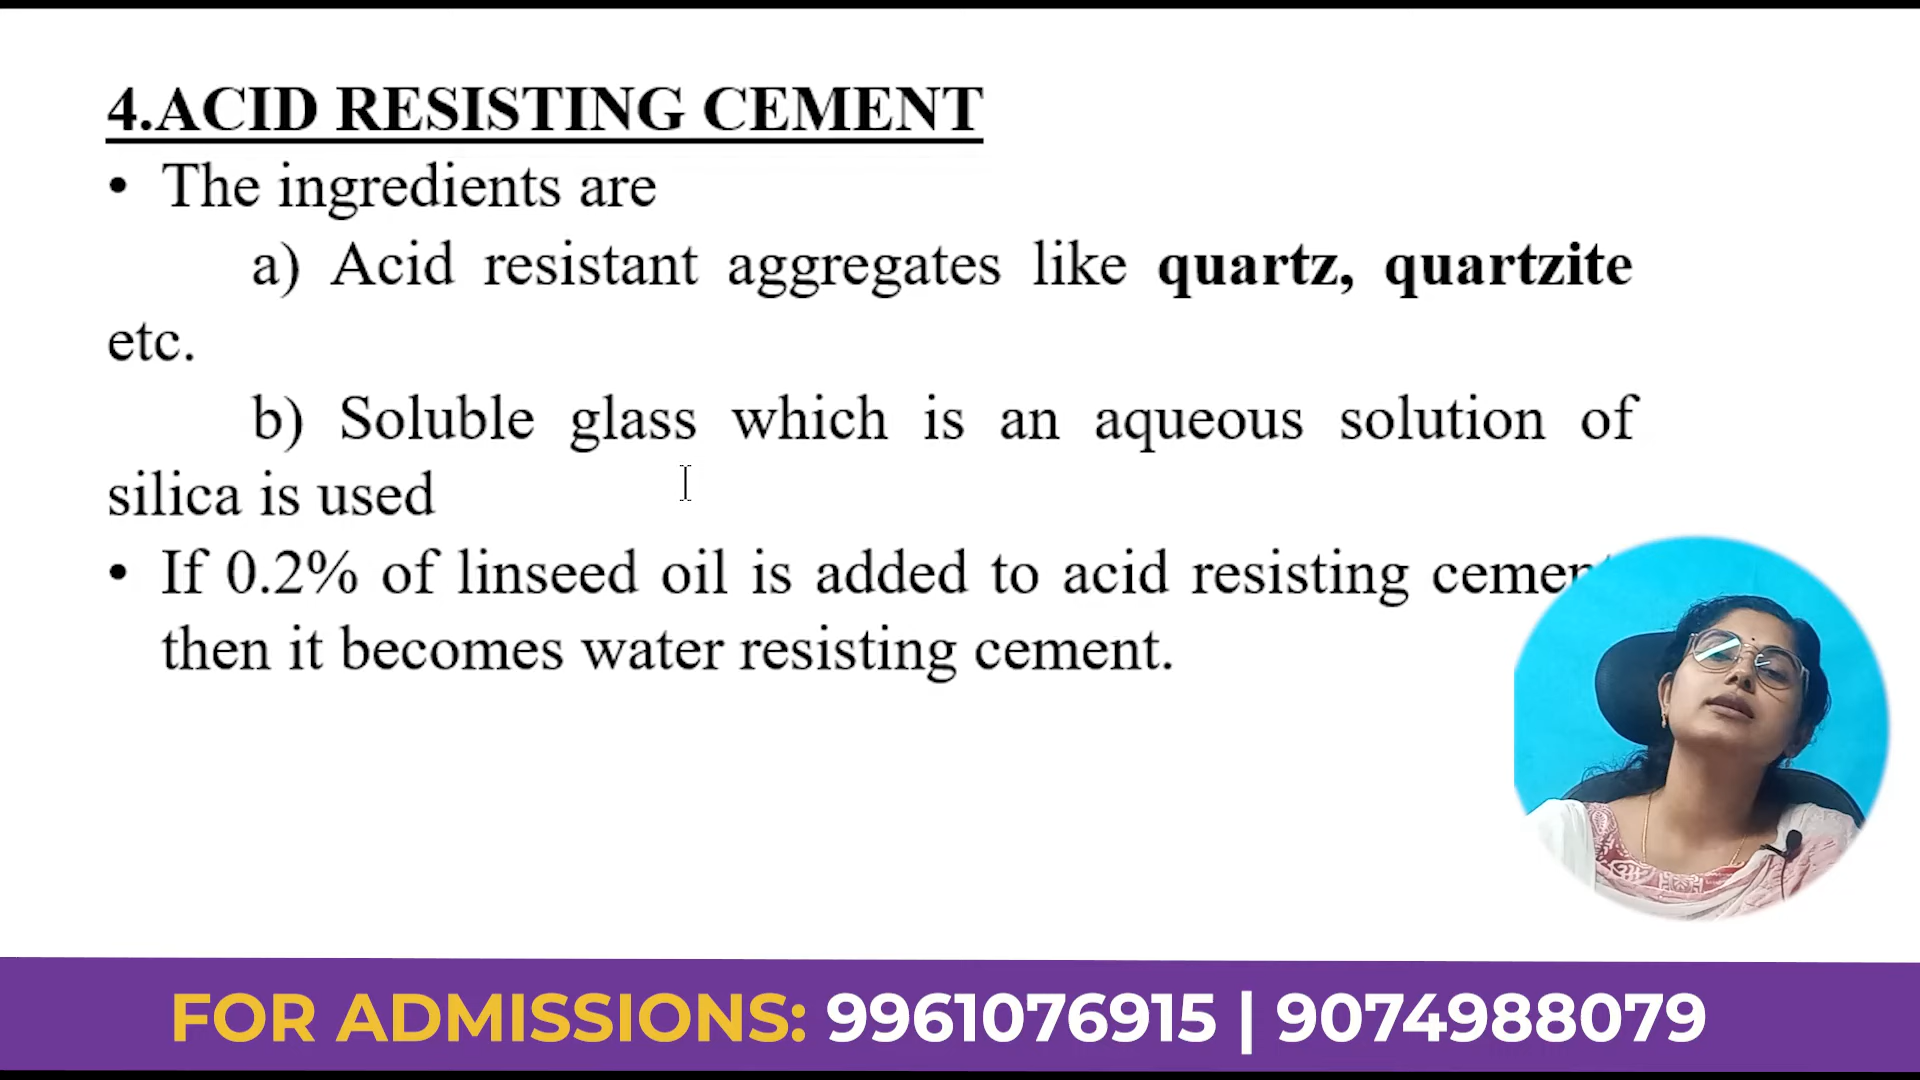 4.ACID RESISTING CEMENT
• The ingredients are
a) Acid resistant aggregates like quartz, quartzite
etc.
b) Soluble glass which is an aqueous solution of
silica is used
• If 0.2% of linseed oil is added to acid resisting cement
then it becomes water resisting cement.
FOR ADMISSIONS: 9961076915 | 9074988079